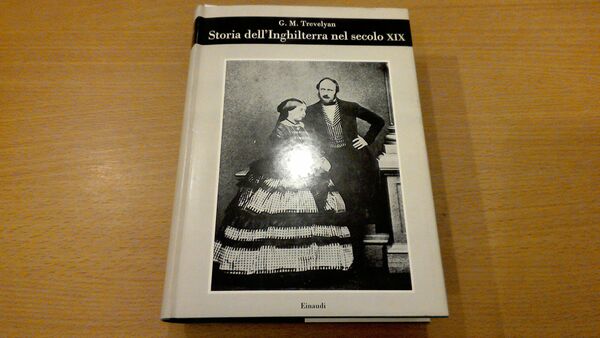 G. M. Trevelyan
Storia dell'Inghilterra nel secolo XIX
Einaudi